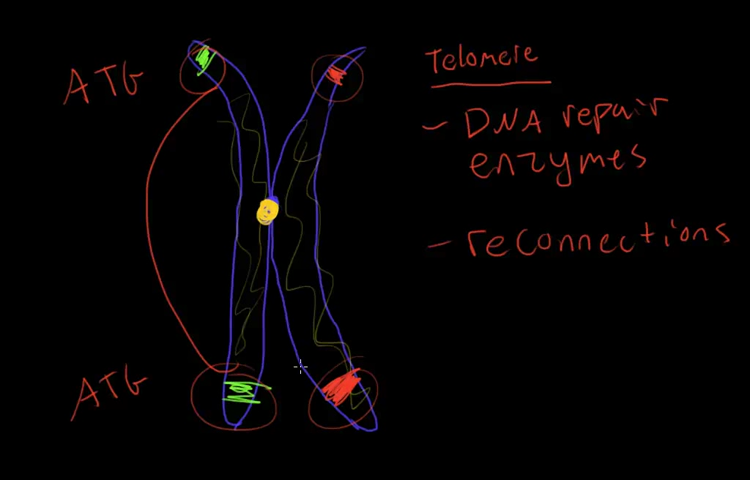 ATG
Telomere
- DNA repair
enzymes
- reconnections
ATG